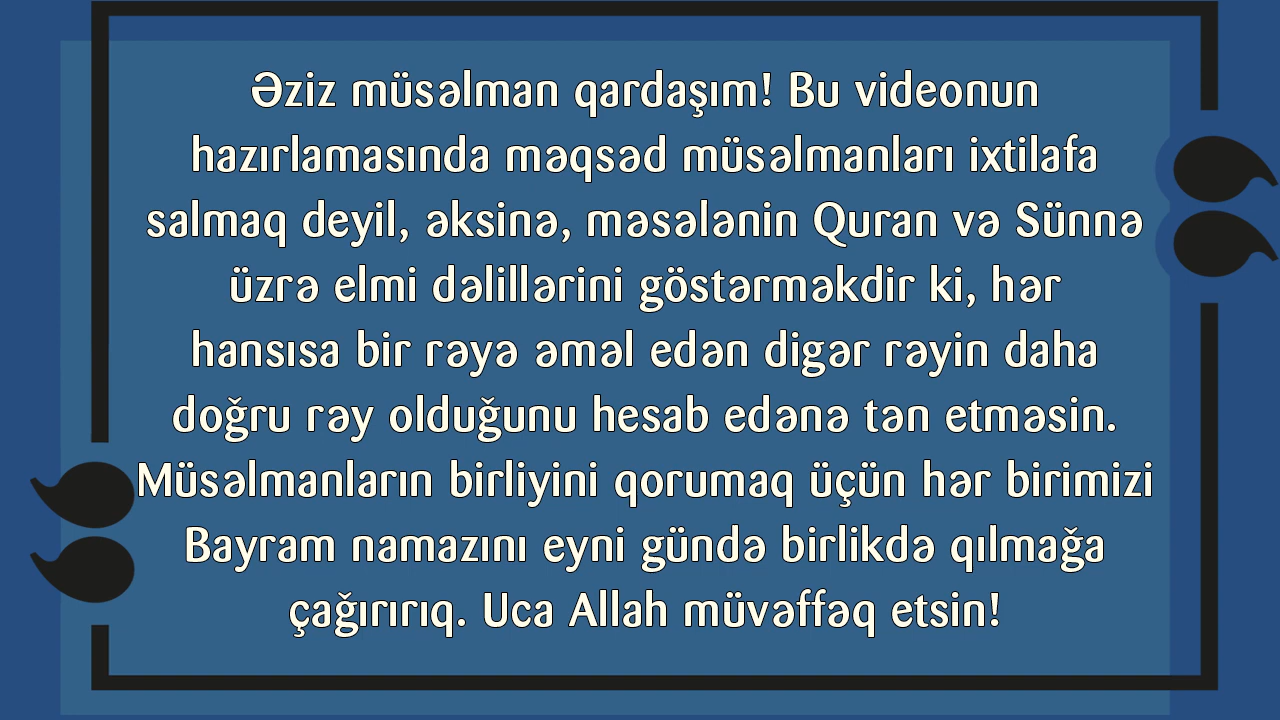 Əziz müsəlman qardaşım! Bu videonun
hazırlamasında məqsəd müsəlmanları ixtilafa
salmaq deyil, əksinə, məsələnin Quran və Sünnə
üzrə elmi dəlillərini göstərməkdir ki, hər
hansısa bir rəyə əməl edən digər rəyin daha
doğru rəy olduğunu hesab edənə tən etməsin.
Müsəlmanların birliyini qorumaq üçün hər birimizi
Bayram namazını eyni gündə birlikdə qılmağa
çağırırıq. Uca Allah müvəffəq etsin!